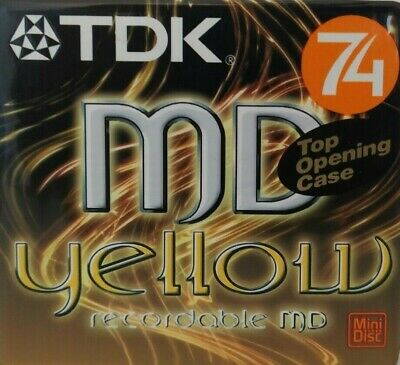 TDK®
74
MD
Top
Opening
Case
yellow
recordable MD
Mini
Disc